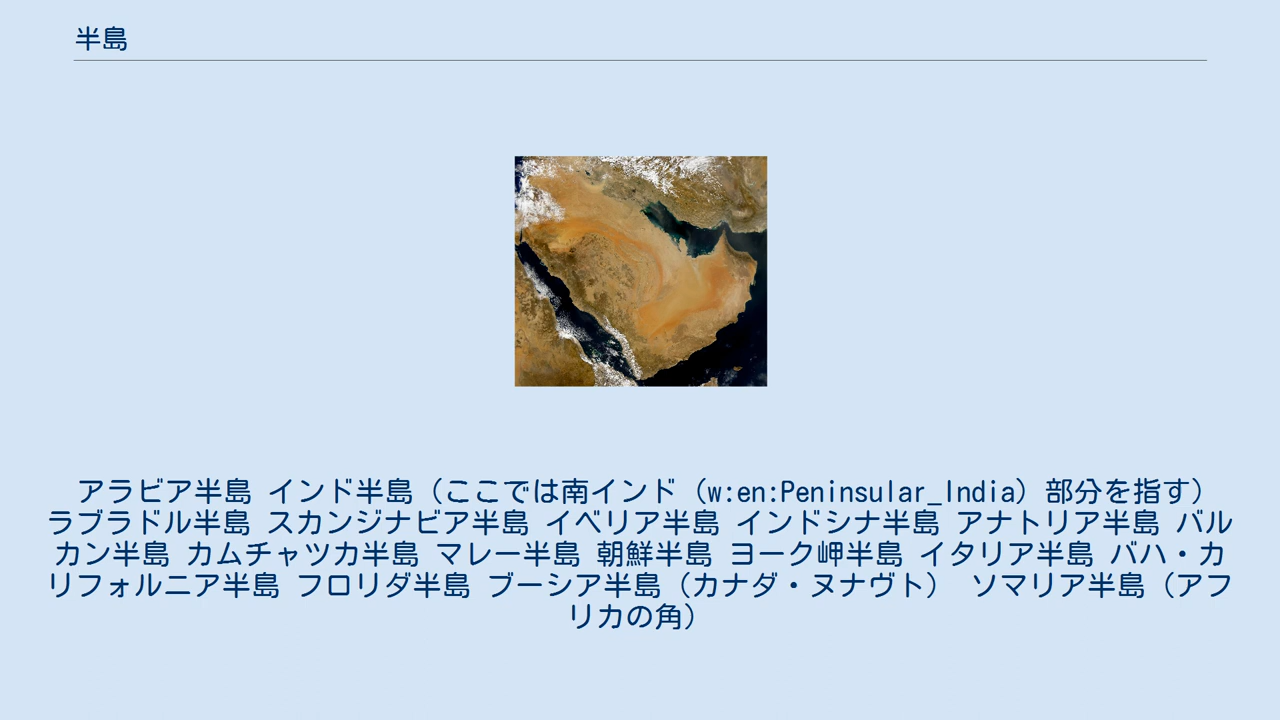 半島
アラビア半島 インド半島（ここでは南インド（w:en:Peninsular_India）部分を指す）
ラブラドル半島 スカンジナビア半島 イベリア半島 インドシナ半島 アナトリア半島 バル
カン半島 カムチャツカ半島 マレー半島 朝鮮半島 ヨーク岬半島 イタリア半島 バハ・カ
リフォルニア半島 フロリダ半島 ブーシア半島（カナダ・ヌナヴト） ソマリア半島（アフ
リカの角）